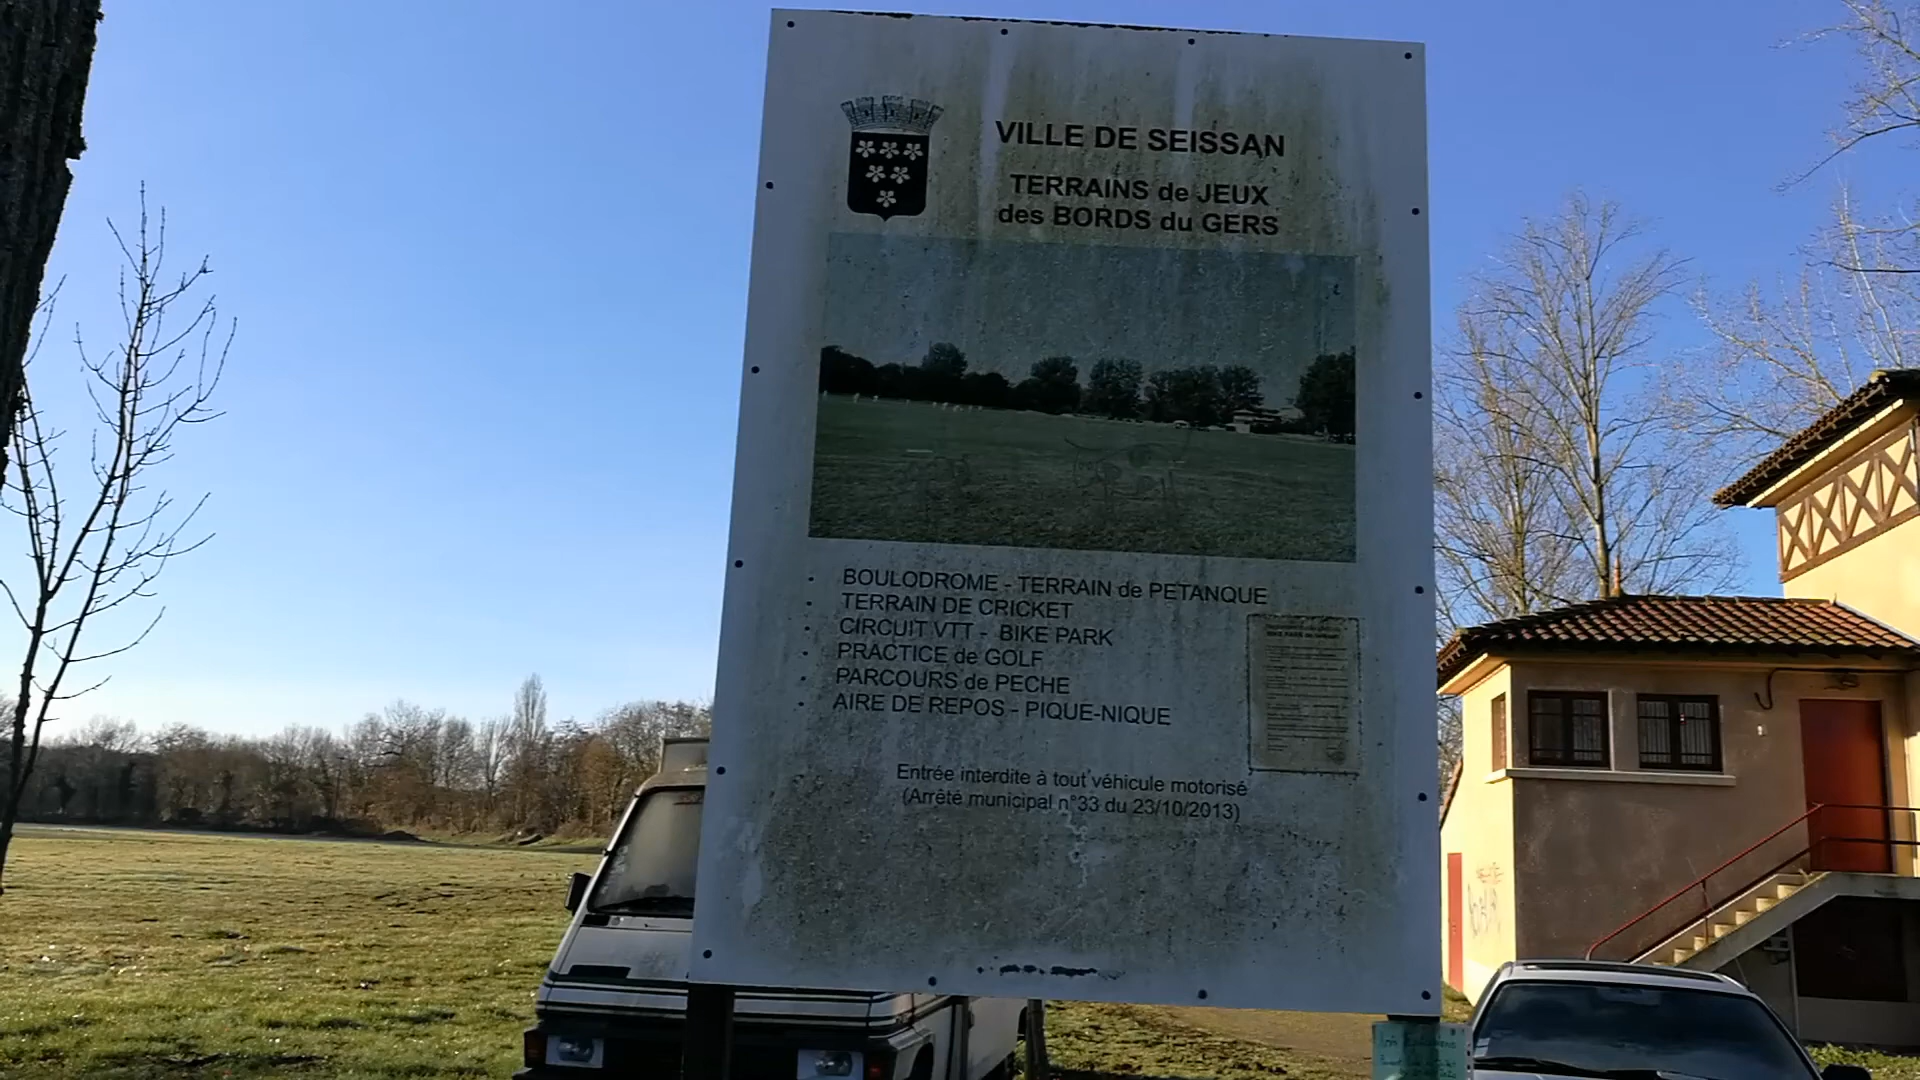 VILLE DE SEISSAN
TERRAINS de JEUX
des BORDS du GERS
BOULODROME - TERRAIN de PETANQUE
TERRAIN DE CRICKET
CIRCUIT VTT - BIKE PARK
PRACTICE de GOLF
PARCOURS de PECHE
AIRE DE REPOS - PIQUE-NIQUE
Entrée interdite à tout véhicule motorisé
(Arrêté municipal n°33 du 23/10/2013)